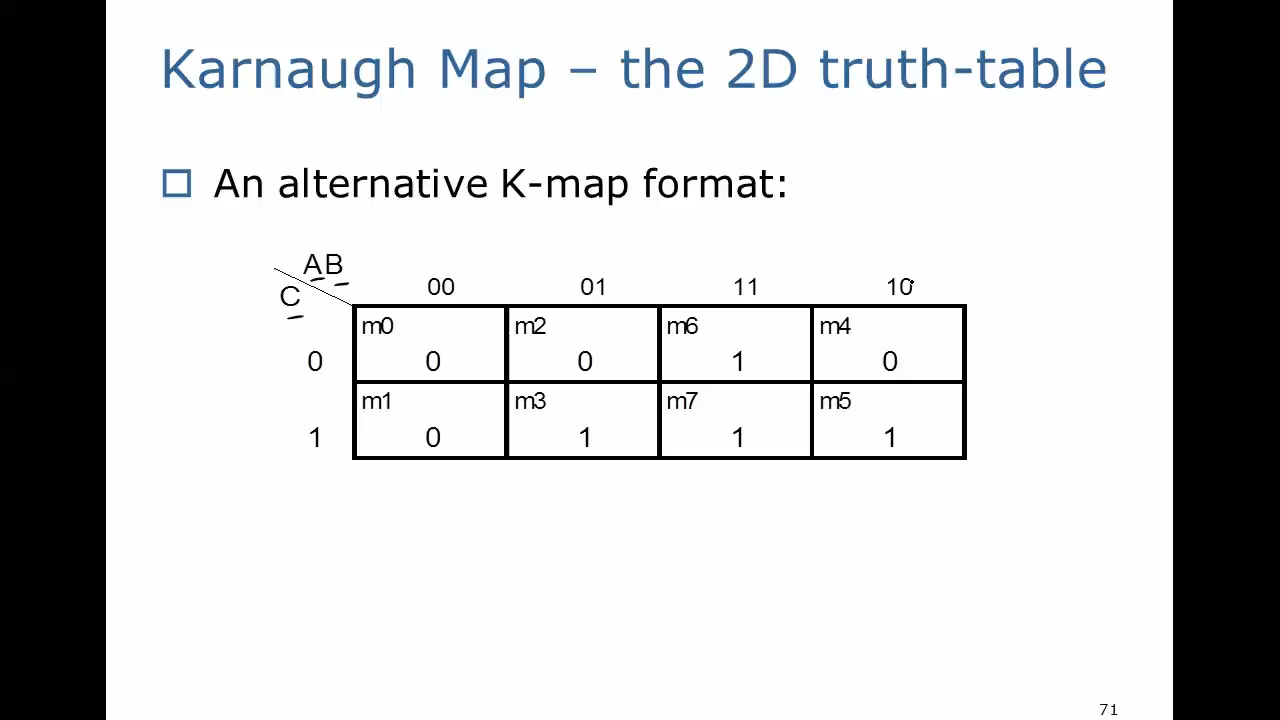 Karnaugh Map – the 2D truth-table
An alternative K-map format:
AB
C
00 01 11 10
m0 m2 m6 m4
0 0 0 1 0
m1 m3 m7 m5
1 0 1 1 1
71